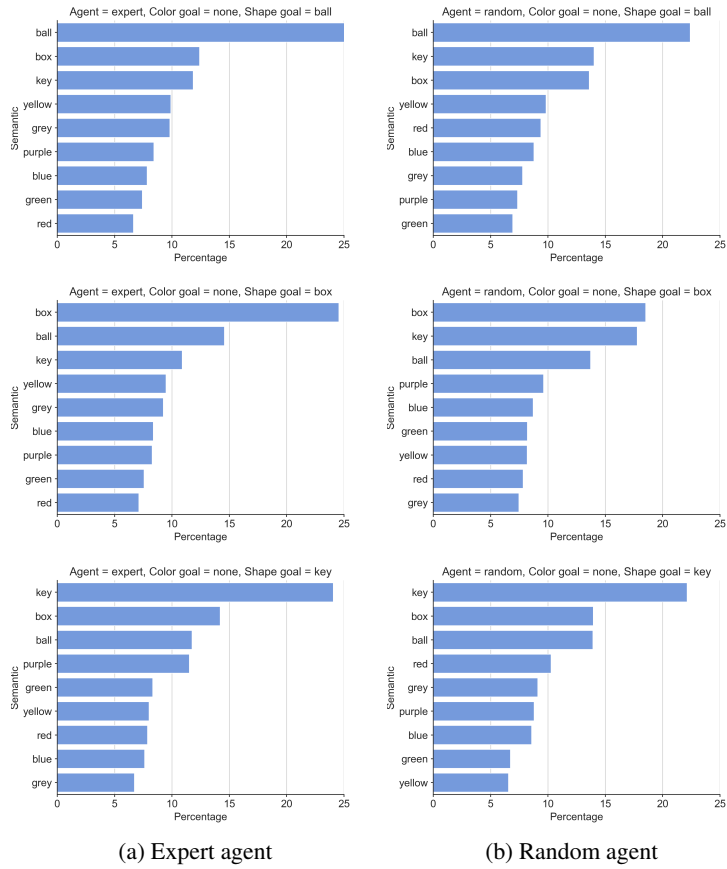 Agent = expert, Color goal = none, Shape goal = ball
ball
box
key
yellow
grey
purple
blue
green
red
Semantic
0 5 10 15 20 25
Percentage
Agent = random, Color goal = none, Shape goal = ball
ball
key
box
yellow
red
blue
grey
purple
green
Semantic
0 5 10 15 20 25
Percentage
Agent = expert, Color goal = none, Shape goal = box
box
ball
key
yellow
grey
blue
purple
green
red
Semantic
0 5 10 15 20 25
Percentage
Agent = random, Color goal = none, Shape goal = box
box
key
ball
purple
blue
green
yellow
red
grey
Semantic
0 5 10 15 20 25
Percentage
Agent = expert, Color goal = none, Shape goal = key
key
box
ball
purple
green
yellow
red
blue
grey
Semantic
0 5 10 15 20 25
Percentage
Agent = random, Color goal = none, Shape goal = key
key
box
ball
red
grey
purple
blue
green
yellow
Semantic
0 5 10 15 20 25
Percentage
(a) Expert agent
(b) Random agent